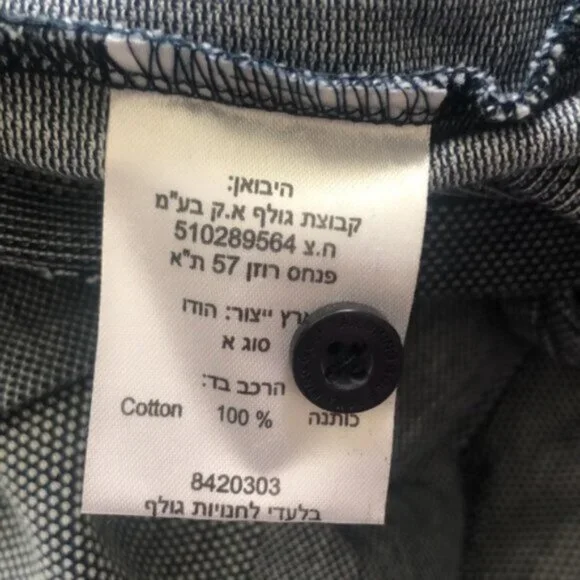 היבואן:
קבוצת גולף א.ק בע"מ
ח.צ 510289564
פנחס רוזן 57 ת"א
ארץ ייצור: הודו
סוג א
הרכב בד:
כותנה 100 % Cotton
8420303
בלעדי לחנויות גולף